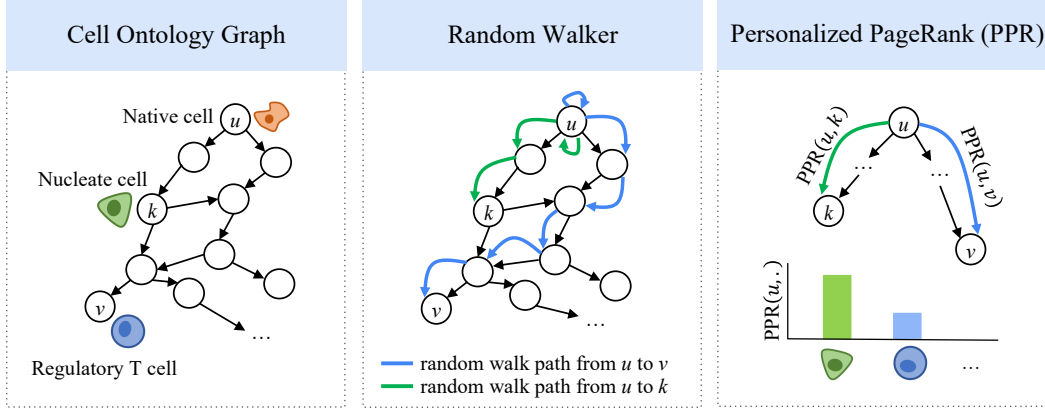 Cell Ontology Graph
Native cell
u
Nucleate cell
k
v
...
Regulatory T cell
Random Walker
u
k
v
...
random walk path from u to v
random walk path from u to k
Personalized PageRank (PPR)
u
PPR(u, k)
PPR(u, v)
...
...
k
v
PPR(u, . )
...